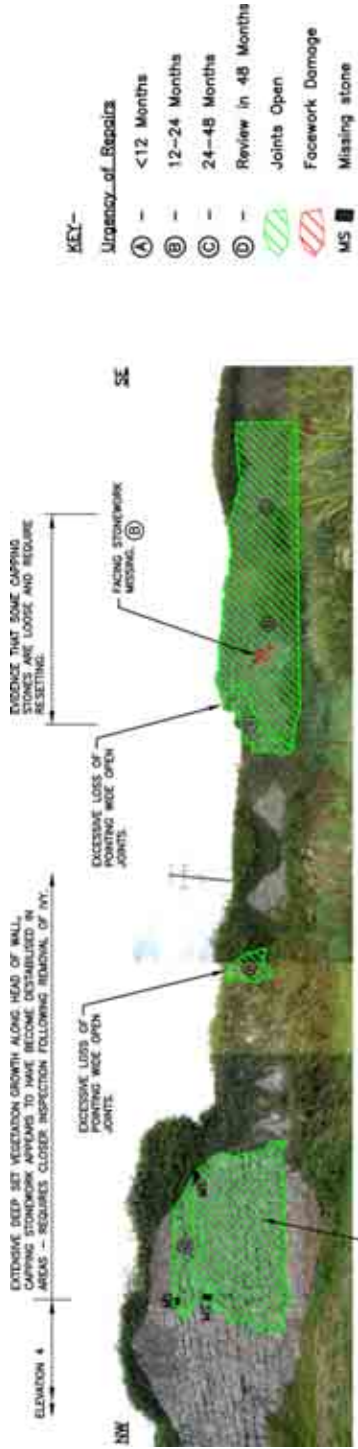 ELEVATION 4
EXTENSIVE DEEP SET VEGETATION GROWTH ALONG HEAD OF WALL,
CAPPING STONEWORK APPEARS TO HAVE BECOME DESTABILISED IN
AREAS – REQUIRES CLOSER INSPECTION FOLLOWING REMOVAL OF IVY.
EVIDENCE THAT SOME CAPPING
STONES ARE LOOSE AND REQUIRE
RESETTING.
EXCESSIVE LOSS OF
POINTING WIDE OPEN
JOINTS.
EXCESSIVE LOSS OF
POINTING WIDE OPEN
JOINTS.
FACING STONEWORK
MISSING. B
NW
SE
MS
MS
MS
KEY–
Urgency of Repairs
A – <12 Months
B – 12–24 Months
C – 24–48 Months
D – Review in 48 Months
Joints Open
Facework Damage
MS Missing stone